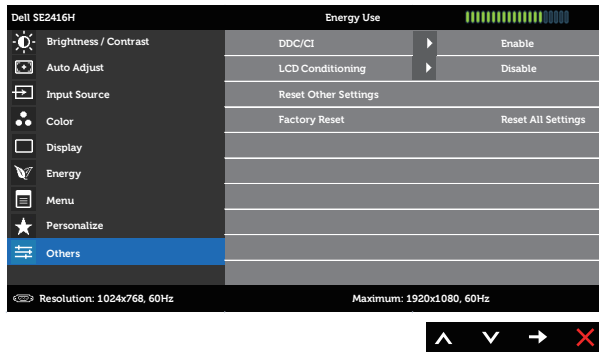 Dell SE2416H Energy Use
Brightness / Contrast DDC/CI Enable
Auto Adjust LCD Conditioning Disable
Input Source Reset Other Settings
Color Factory Reset Reset All Settings
Display
Energy
Menu
Personalize
Others
Resolution: 1024x768, 60Hz Maximum: 1920x1080, 60Hz